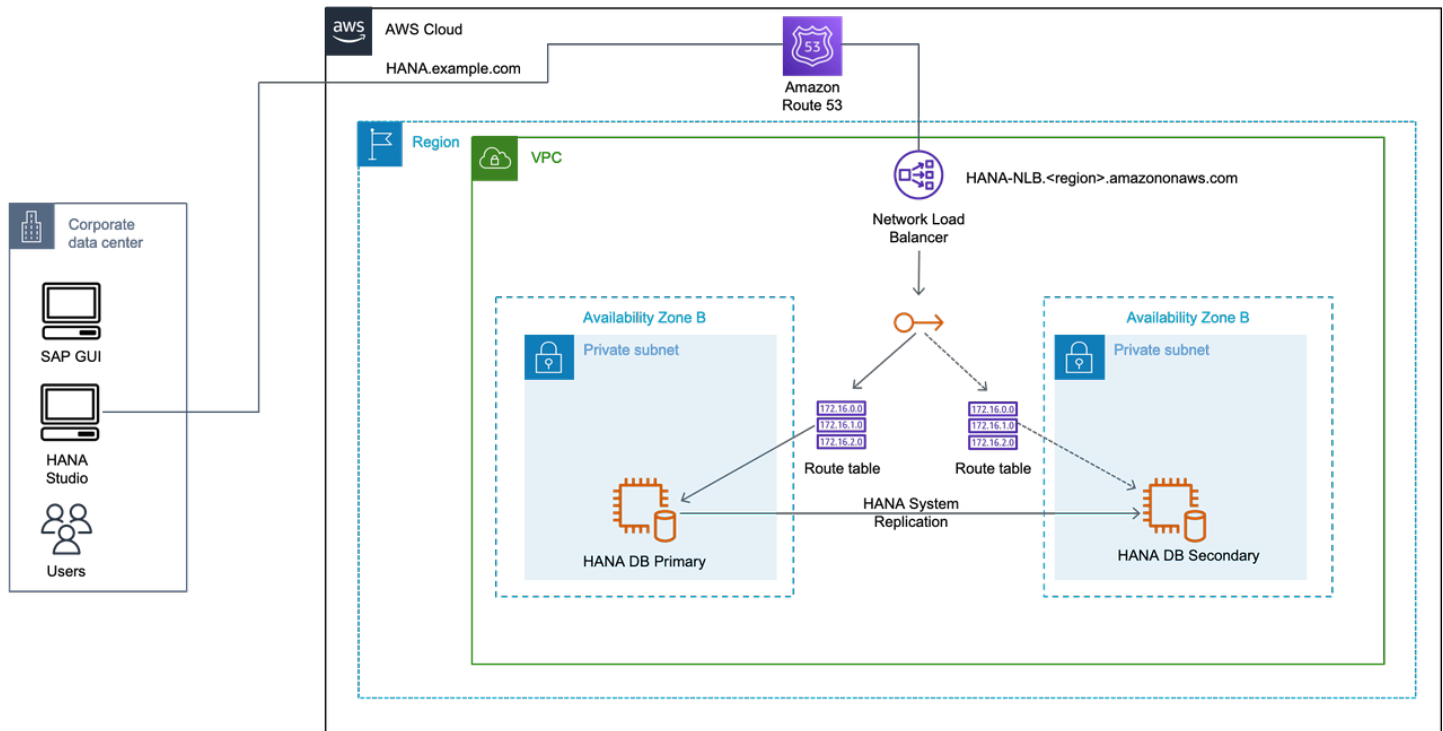 aws
AWS Cloud
HANA.example.com
53
Amazon
Route 53
Region
VPC
HANA-NLB.<region>.amazononaws.com
Network Load
Balancer
Corporate
data center
SAP GUI
HANA
Studio
Users
Availability Zone B
Private subnet
Availability Zone B
Private subnet
172.16.0.0
172.16.1.0
172.16.2.0
Route table
172.16.0.0
172.16.1.0
172.16.2.0
Route table
HANA System
Replication
HANA DB Primary
HANA DB Secondary